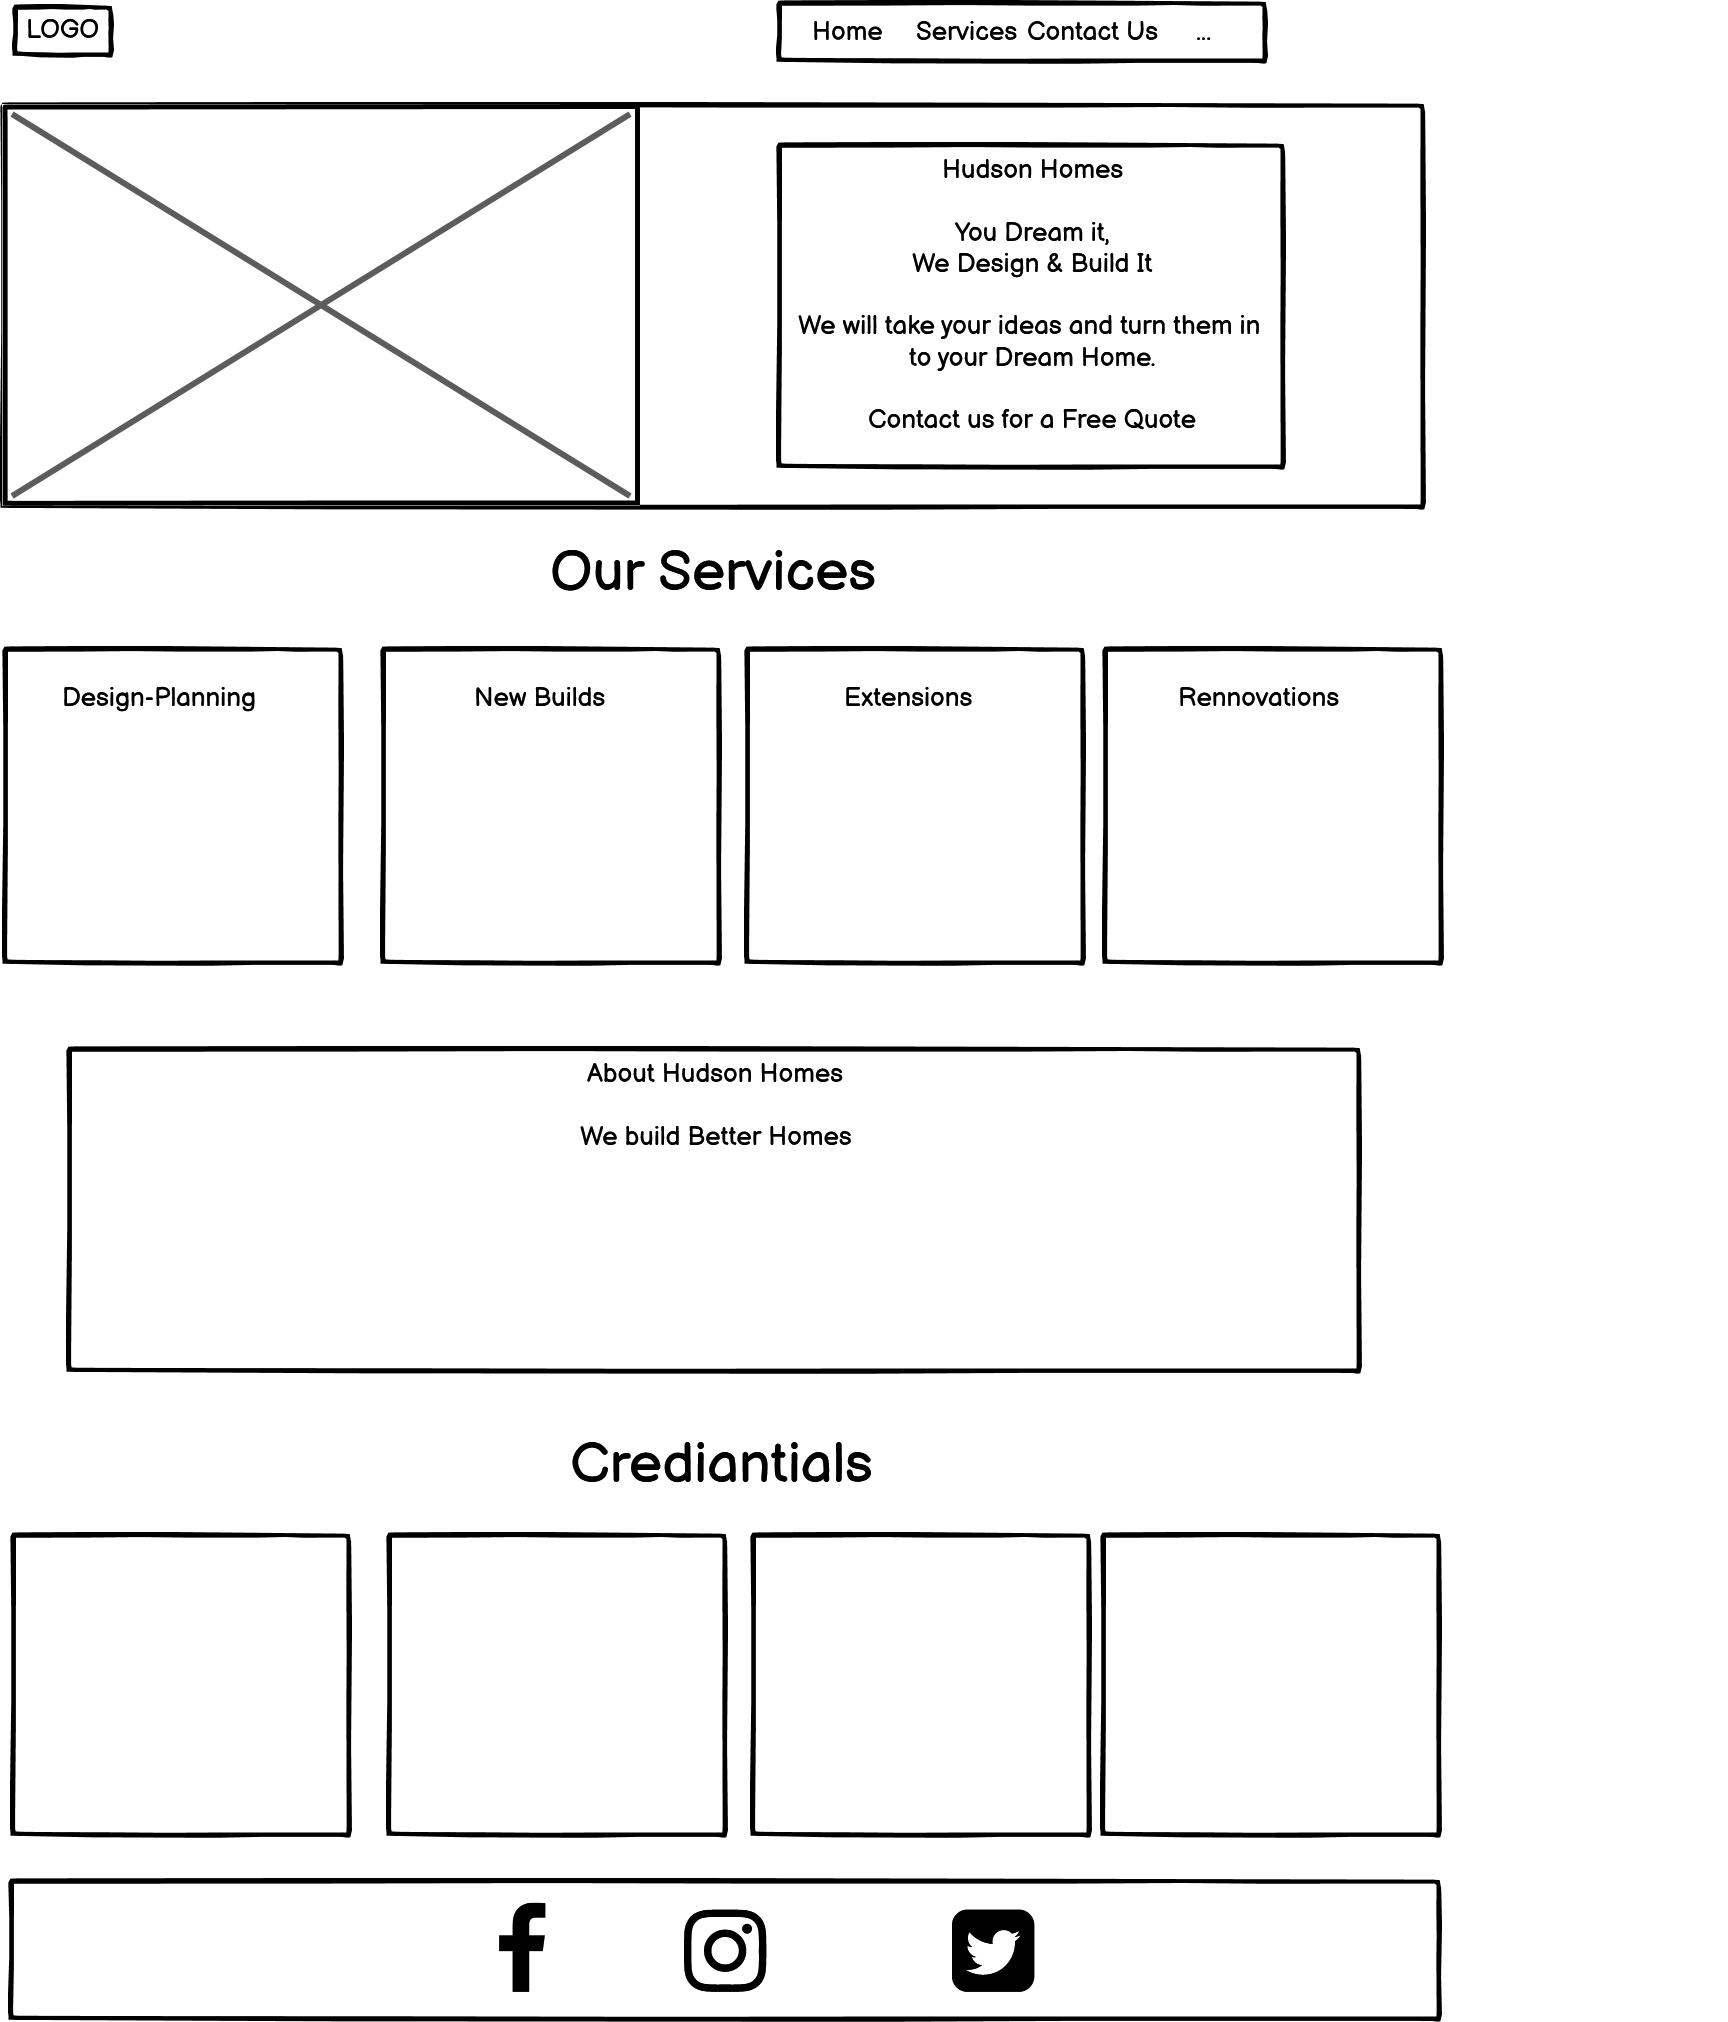 LOGO
Home Services Contact Us ...
Hudson Homes
You Dream it,
We Design & Build It
We will take your ideas and turn them in
to your Dream Home.
Contact us for a Free Quote
Our Services
Design-Planning
New Builds
Extensions
Rennovations
About Hudson Homes
We build Better Homes
Crediantials